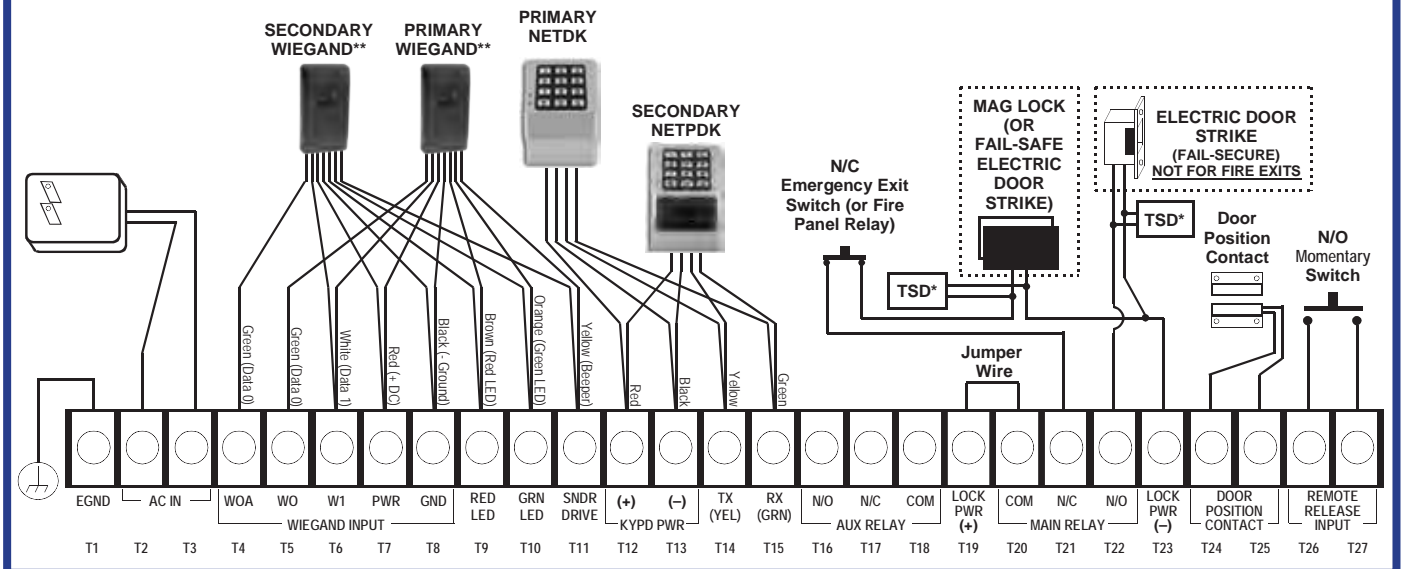 SECONDARY
WIEGAND**
PRIMARY
WIEGAND**
PRIMARY
NETDK
SECONDARY
NETPDK
N/C
Emergency Exit
Switch (or Fire
Panel Relay)
MAG LOCK
(OR
FAIL-SAFE
ELECTRIC
DOOR
STRIKE)
ELECTRIC DOOR
STRIKE
(FAIL-SECURE)
NOT FOR FIRE EXITS
TSD*
TSD*
Door
Position
Contact
N/O
Momentary
Switch
Jumper
Wire
Green (Data 0)
Green (Data 0)
White (Data 1)
Red (+ DC)
Black (- Ground)
Brown (Red LED)
Orange (Green LED)
Yellow (Beeper)
Red
Black
Yellow
Green
EGND
AC IN
WOA
WO
W1
PWR
GND
WIEGAND INPUT
RED
LED
GRN
LED
SNDR
DRIVE
(+)
(–)
KYPD PWR
TX
(YEL)
RX
(GRN)
N/O
N/C
COM
AUX RELAY
LOCK
PWR
(+)
COM
N/C
N/O
MAIN RELAY
LOCK
PWR
(–)
DOOR
POSITION
CONTACT
REMOTE
RELEASE
INPUT
T1 T2 T3 T4 T5 T6 T7 T8 T9 T10 T11 T12 T13 T14 T15 T16 T17 T18 T19 T20 T21 T22 T23 T24 T25 T26 T27